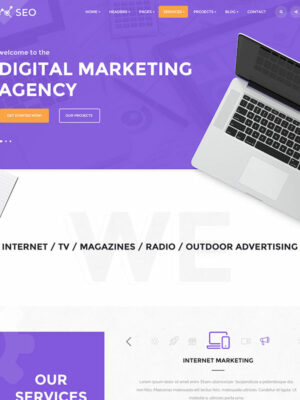 SEO
HOME HEADERS PAGES SERVICES PROJECTS BLOG CONTACT
welcome to the
DIGITAL MARKETING
AGENCY
GET STARTED NOW! OUR PROJECTS
WE
INTERNET / TV / MAGAZINES / RADIO / OUTDOOR ADVERTISING
OUR
SERVICES
INTERNET MARKETING